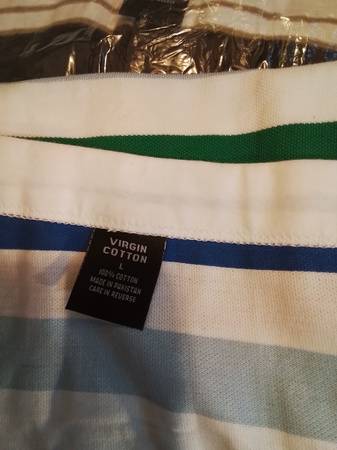 VIRGIN
COTTON
L
100% COTTON
MADE IN PAKISTAN
CARE IN REVERSE